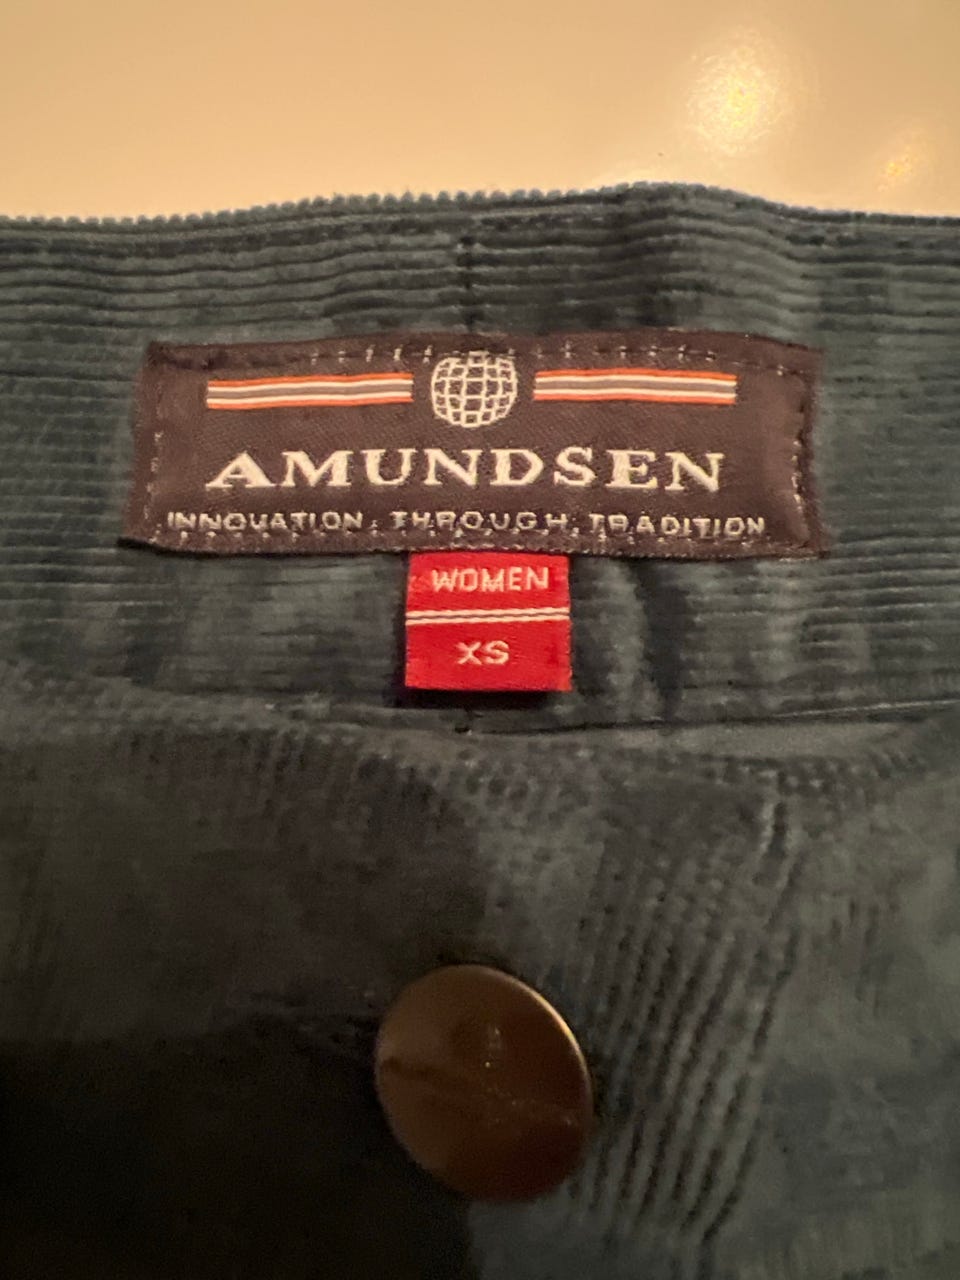 AMUNDSEN
INNOVATION THROUGH TRADITION
WOMEN
XS